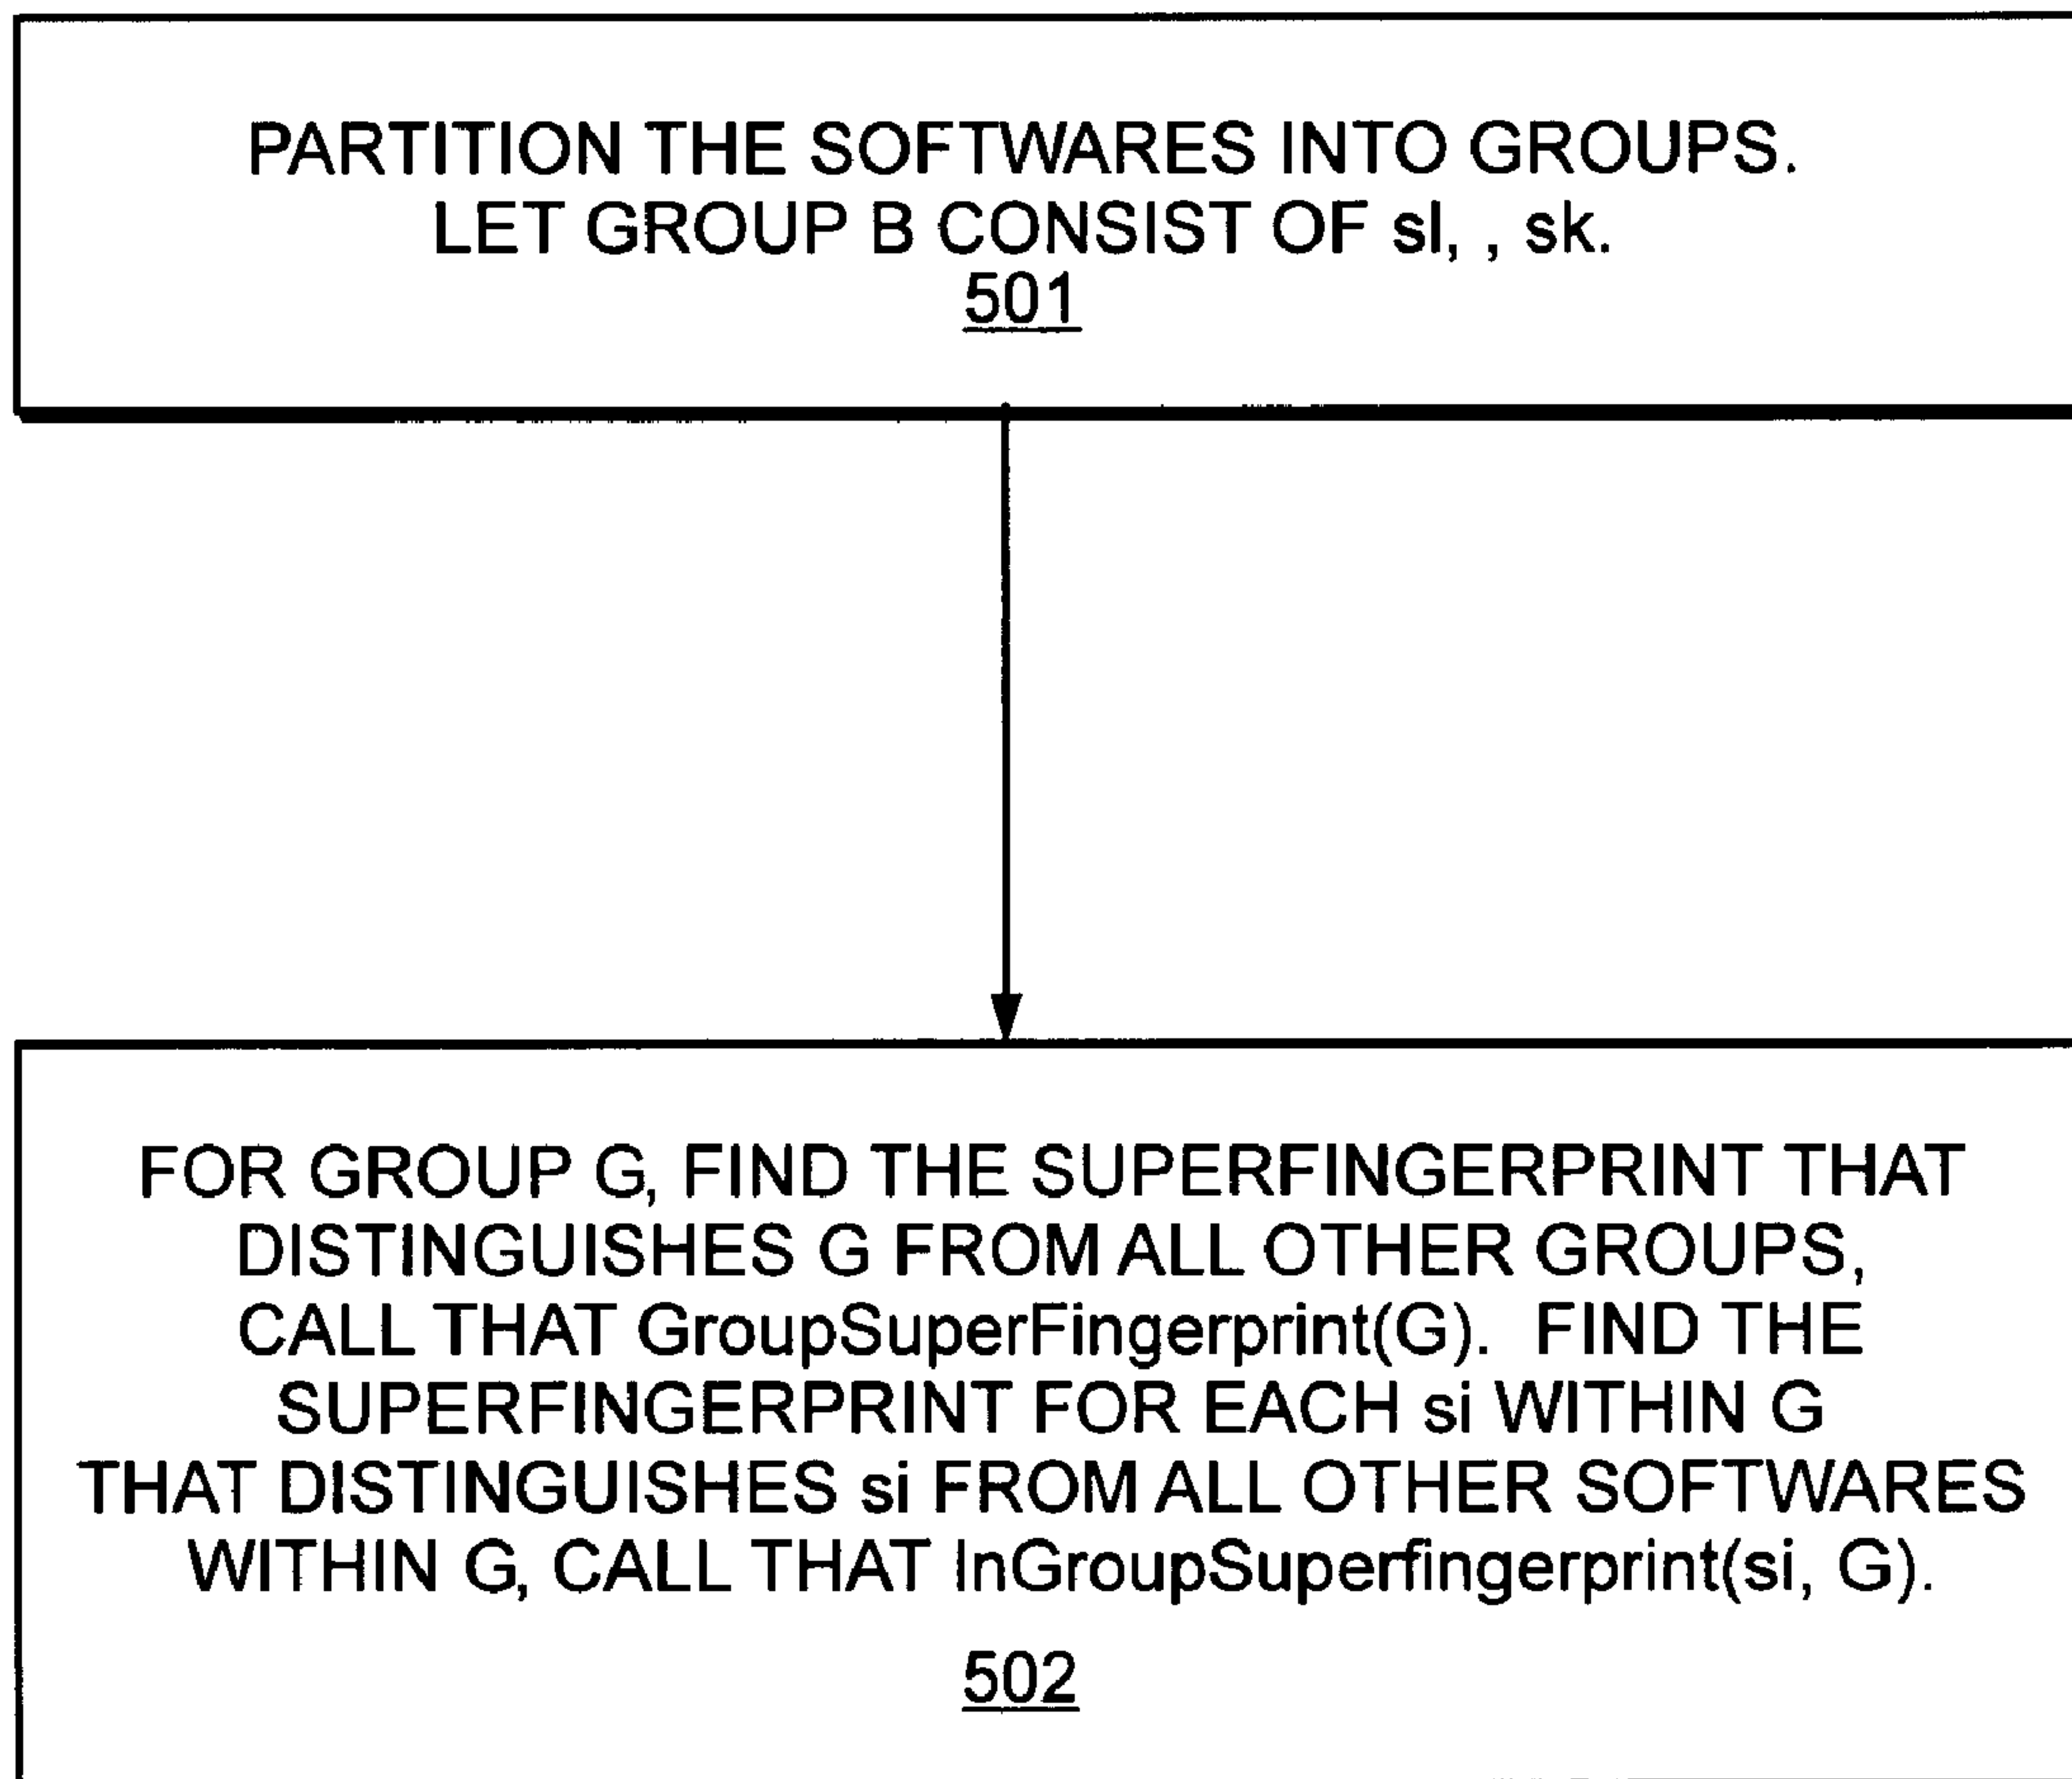 PARTITION THE SOFTWARES INTO GROUPS.
LET GROUP B CONSIST OF sl, , sk.
501
FOR GROUP G, FIND THE SUPERFINGERPRINT THAT
DISTINGUISHES G FROM ALL OTHER GROUPS,
CALL THAT GroupSuperFingerprint(G). FIND THE
SUPERFINGERPRINT FOR EACH si WITHIN G
THAT DISTINGUISHES si FROM ALL OTHER SOFTWARES
WITHIN G, CALL THAT InGroupSuperfingerprint(si, G).
502